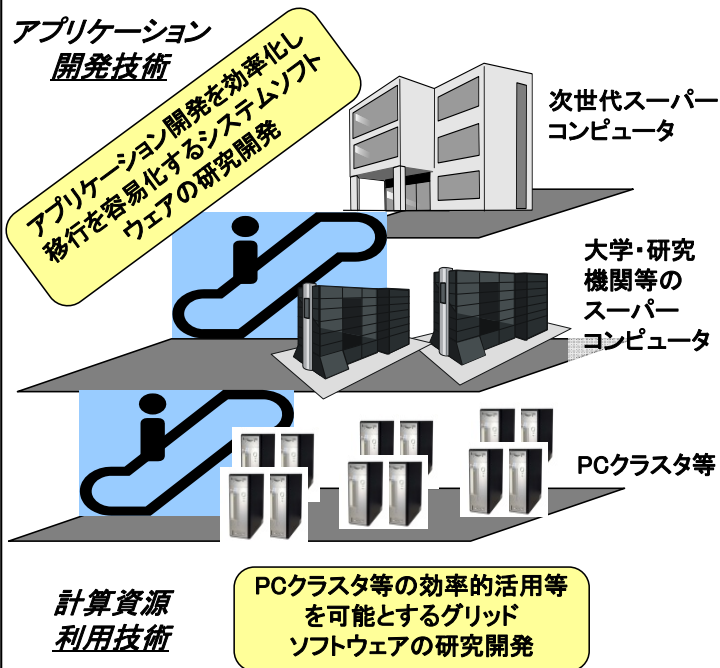 アプリケーション
開発技術
アプリケーション開発を効率化し
移行を容易化するシステムソフト
ウェアの研究開発
次世代スーパー
コンピュータ
大学・研究
機関等の
スーパー
コンピュータ
PCクラスタ等
計算資源
利用技術
PCクラスタ等の効率的活用等
を可能とするグリッド
ソフトウェアの研究開発